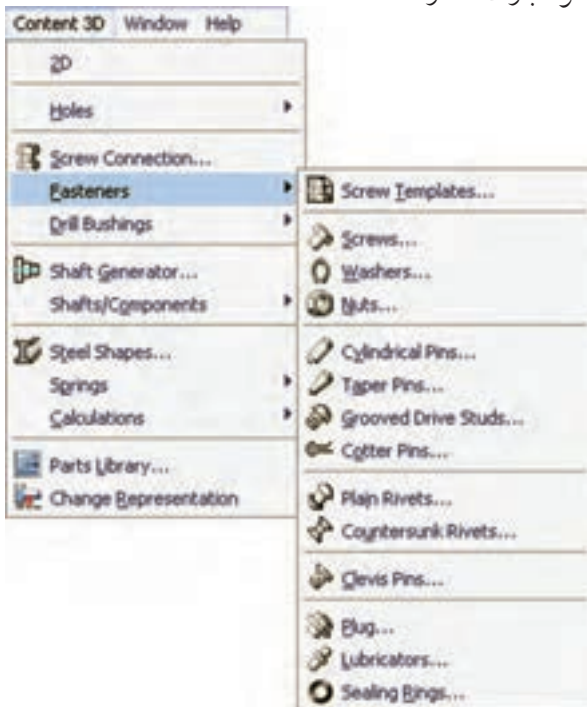 Content 3D Window Help
2D
Holes
Screw Connection...
Fasteners
Drill Bushings
Shaft Generator...
Shafts/Components
Steel Shapes...
Springs
Calculations
Parts Library...
Change Representation
Screw Templates...
Screws...
Washers...
Nuts...
Cylindrical Pins...
Taper Pins...
Grooved Drive Studs...
Cotter Pins...
Plain Rivets...
Countersunk Rivets...
Clevis Pins...
Plug...
Lubricators...
Sealing Rings...